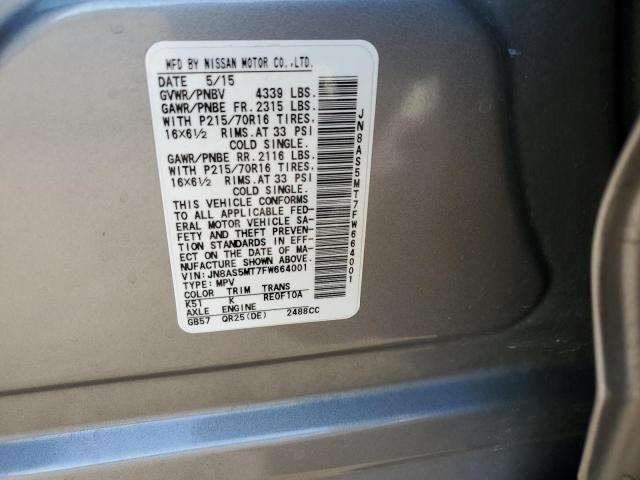 MFD BY NISSAN MOTOR CO.,LTD.
DATE 5/15
GVWR/PNBV 4339 LBS.
GAWR/PNBE FR. 2315 LBS.
WITH P215/70R16 TIRES.
16X6½ RIMS. AT 33 PSI
COLD SINGLE.
GAWR/PNBE RR. 2116 LBS.
WITH P215/70R16 TIRES.
16X6½ RIMS. AT 33 PSI
COLD SINGLE.
THIS VEHICLE CONFORMS
TO ALL APPLICABLE FED-
ERAL MOTOR VEHICLE SA-
FETY AND THEFT PREVEN-
TION STANDARDS IN EFF-
ECT ON THE DATE OF MA-
NUFACTURE SHOWN ABOVE.
VIN: JN8AS5MT7FW664001
TYPE: MPV
COLOR TRIM TRANS
K51 K RE0F10A
AXLE ENGINE
GB57 QR25(DE) 2488CC
JN8AS5MT7FW664001